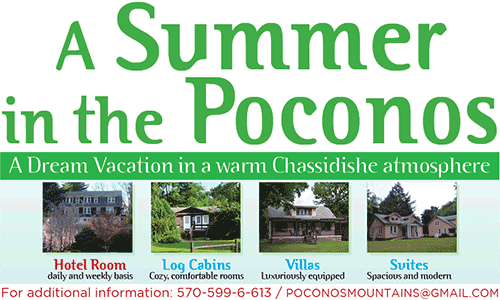 A Summer
in the Poconos
A Dream Vacation in a warm Chassidishe atmosphere
Hotel Room
daily and weekly basis
Log Cabins
Cozy, comfortable rooms
Villas
Luxuriously equipped
Suites
Spacious and modern
For additional information: 570-599-6-613 / POCONOSMOUNTAINS@GMAIL.COM